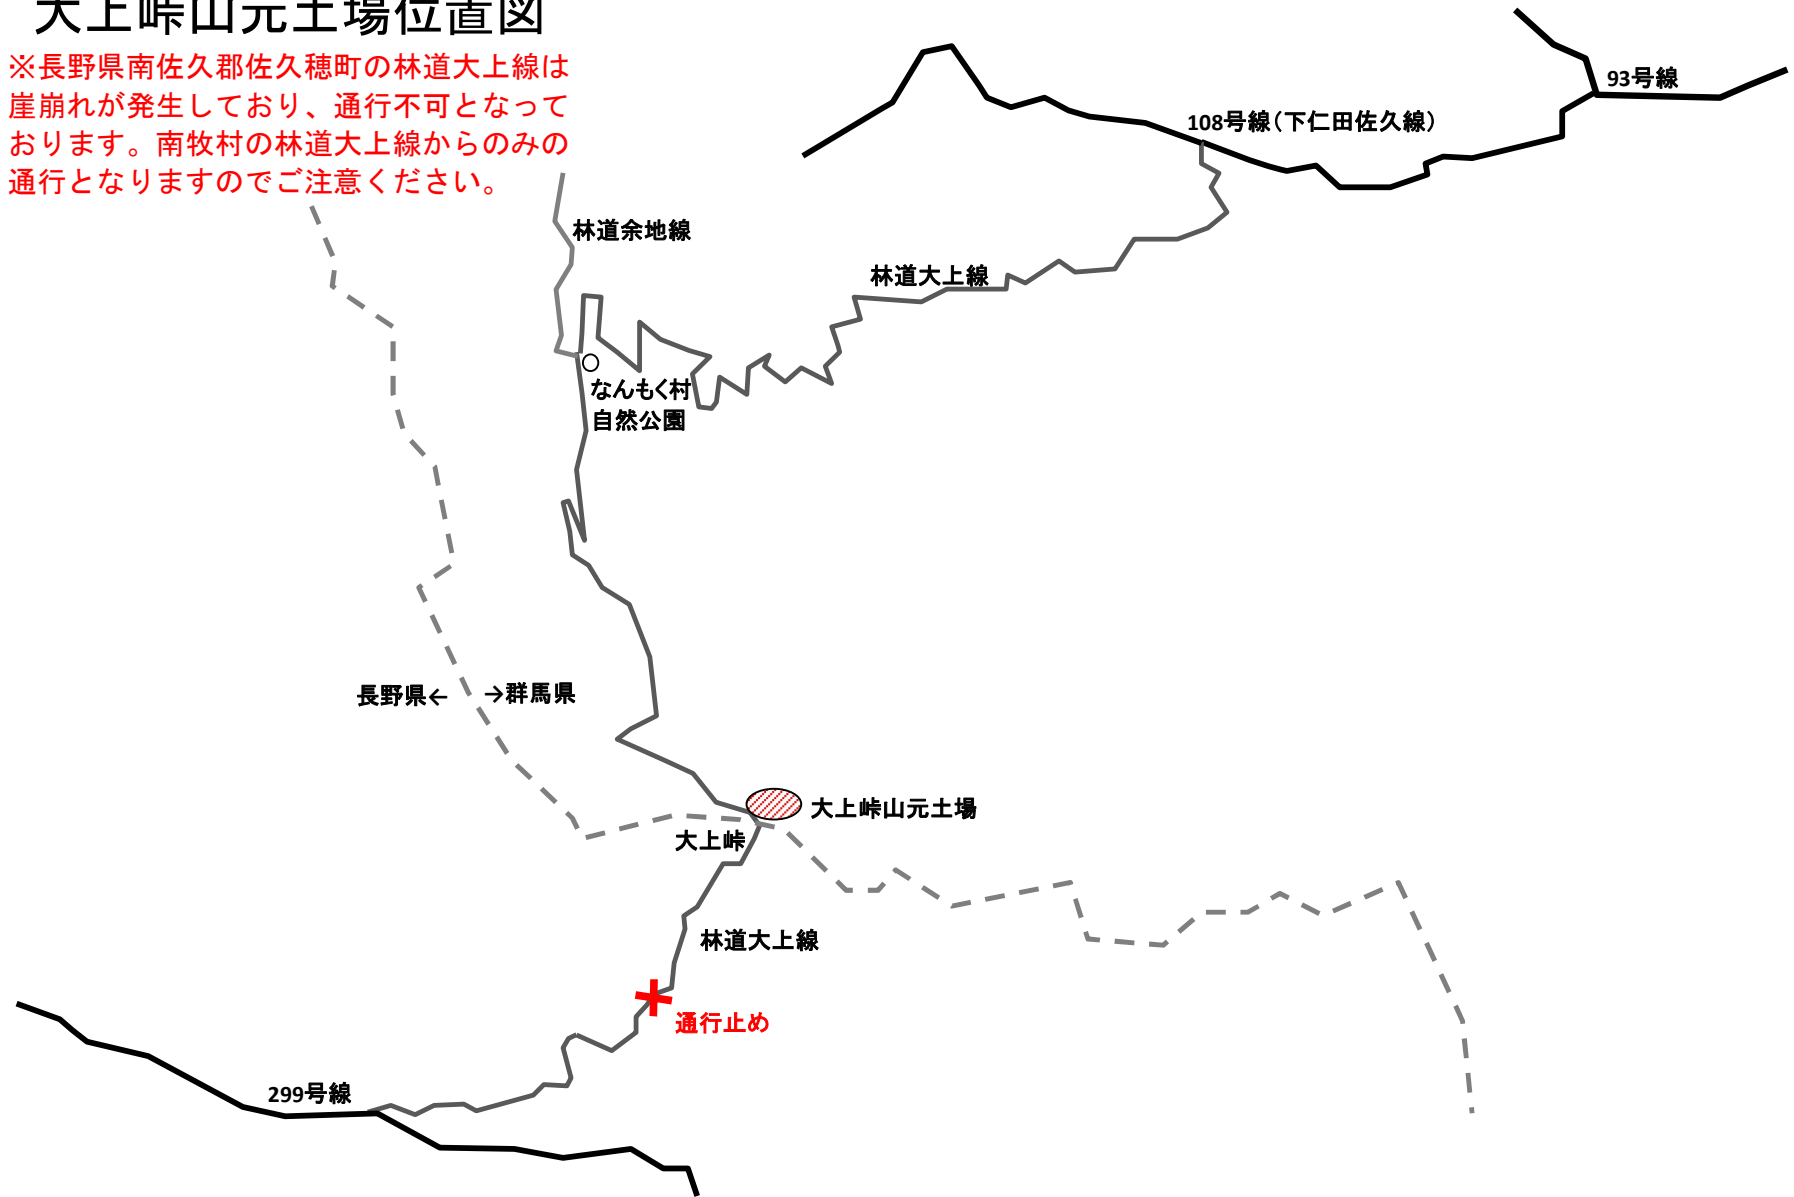 大上峠山元土場位置図
※長野県南佐久郡佐久穂町の林道大上線は
崖崩れが発生しており、通行不可となって
おります。南牧村の林道大上線からのみの
通行となりますのでご注意ください。
93号線
108号線(下仁田佐久線)
林道余地線
林道大上線
なんもく村
自然公園
長野県←
→群馬県
大上峠山元土場
大上峠
林道大上線
通行止め
299号線